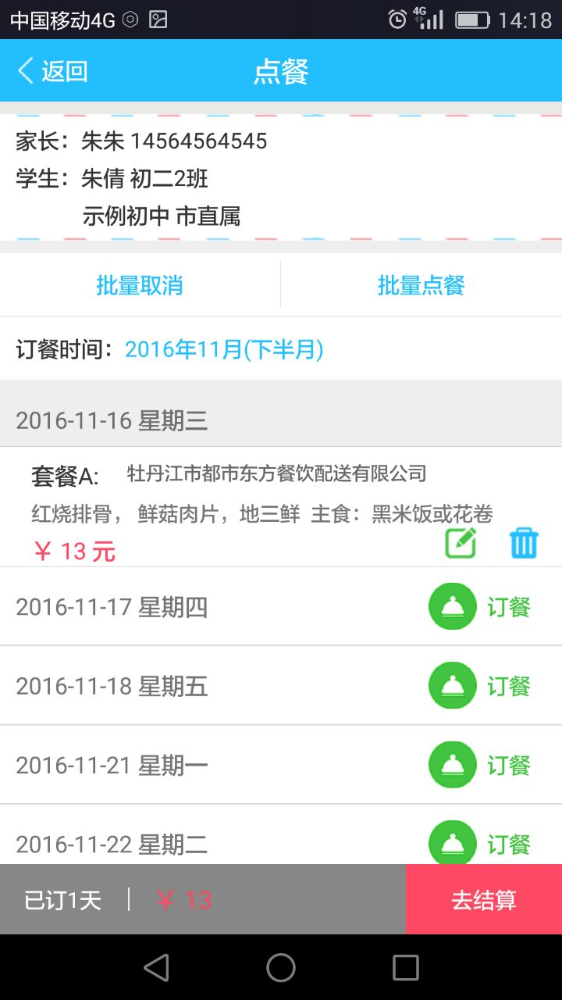 中国移动4G 4G 14:18
返回 点餐
家长：朱朱 14564564545
学生：朱倩 初二2班
示例初中 市直属
批量取消 批量点餐
订餐时间：2016年11月(下半月)
2016-11-16 星期三
套餐A: 牡丹江市都市东方餐饮配送有限公司
红烧排骨， 鲜菇肉片，地三鲜 主食：黑米饭或花卷
￥ 13 元
2016-11-17 星期四 订餐
2016-11-18 星期五 订餐
2016-11-21 星期一 订餐
2016-11-22 星期二 订餐
已订1天 ￥ 13 去结算